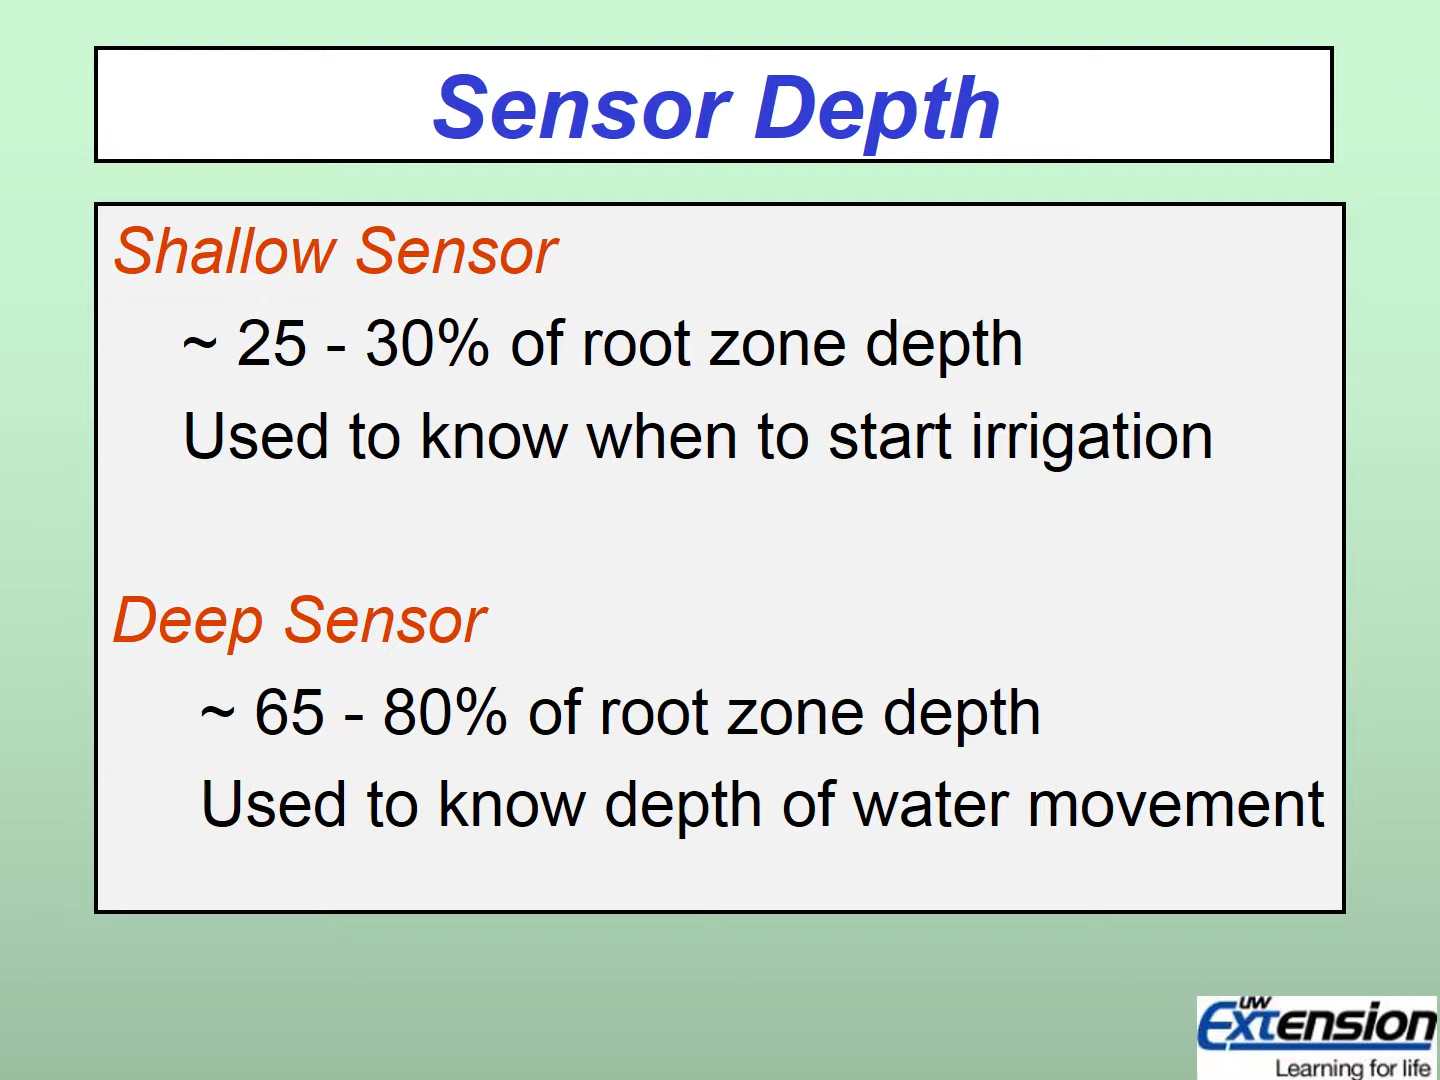 Sensor Depth
Shallow Sensor
~ 25 - 30% of root zone depth
Used to know when to start irrigation
Deep Sensor
~ 65 - 80% of root zone depth
Used to know depth of water movement
UW
Extension
Learning for life